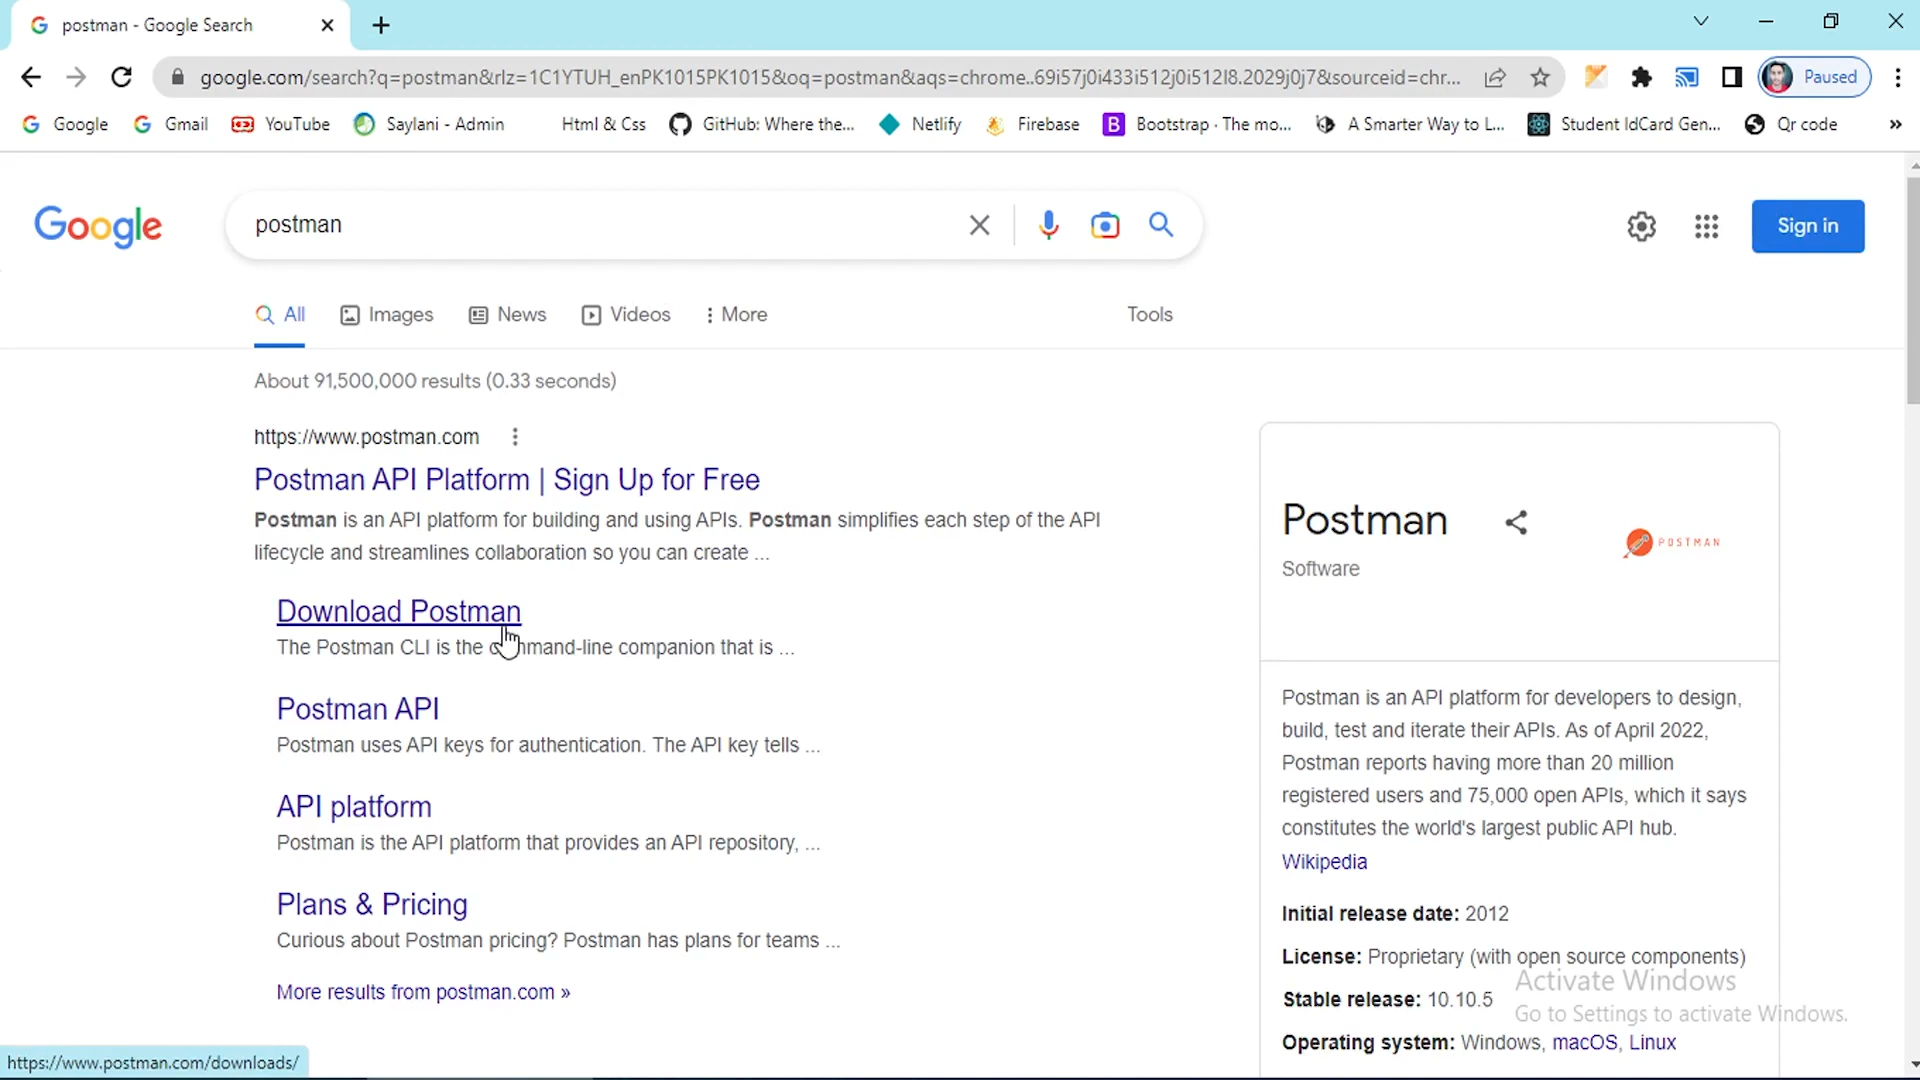 postman - Google Search
google.com/search?q=postman&rlz=1C1YTUH_enPK1015PK1015&oq=postman&aqs=chrome..69i57j0i433i512j0i512l8.2029j0j7&sourceid=chr...
Paused
Google
Gmail
YouTube
Saylani - Admin
Html & Css
GitHub: Where the...
Netlify
Firebase
B
Bootstrap · The mo...
A Smarter Way to L...
Student IdCard Gen...
Qr code
»
Google
postman
Sign in
All
Images
News
Videos
More
Tools
About 91,500,000 results (0.33 seconds)
https://www.postman.com
Postman API Platform | Sign Up for Free
Postman is an API platform for building and using APIs. Postman simplifies each step of the API
lifecycle and streamlines collaboration so you can create ...
Download Postman
The Postman CLI is the command-line companion that is ...
Postman API
Postman uses API keys for authentication. The API key tells ...
API platform
Postman is the API platform that provides an API repository, ...
Plans & Pricing
Curious about Postman pricing? Postman has plans for teams ...
More results from postman.com »
Postman
Software
POSTMAN
Postman is an API platform for developers to design,
build, test and iterate their APIs. As of April 2022,
Postman reports having more than 20 million
registered users and 75,000 open APIs, which it says
constitutes the world's largest public API hub.
Wikipedia
Initial release date: 2012
License: Proprietary (with open source components)
Stable release: 10.10.5
Operating system: Windows, macOS, Linux
Activate Windows
Go to Settings to activate Windows.
https://www.postman.com/downloads/